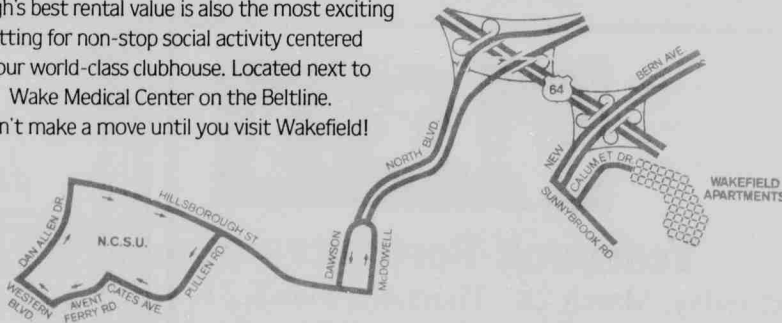 gh's best rental value is also the most exciting
tting for non-stop social activity centered
our world-class clubhouse. Located next to
Wake Medical Center on the Beltline.
n't make a move until you visit Wakefield!
64
BERN AVE.
NEW
CALUMET DR.
SUNNYBROOK RD
WAKEFIELD
APARTMENTS
NORTH BLVD.
HILLSBOROUGH ST
DAN ALLEN DR.
N.C.S.U.
PULLEN RD.
DAWSON
McDOWELL
WESTERN
BLVD.
AVENT
FERRY RD
CATES AVE.